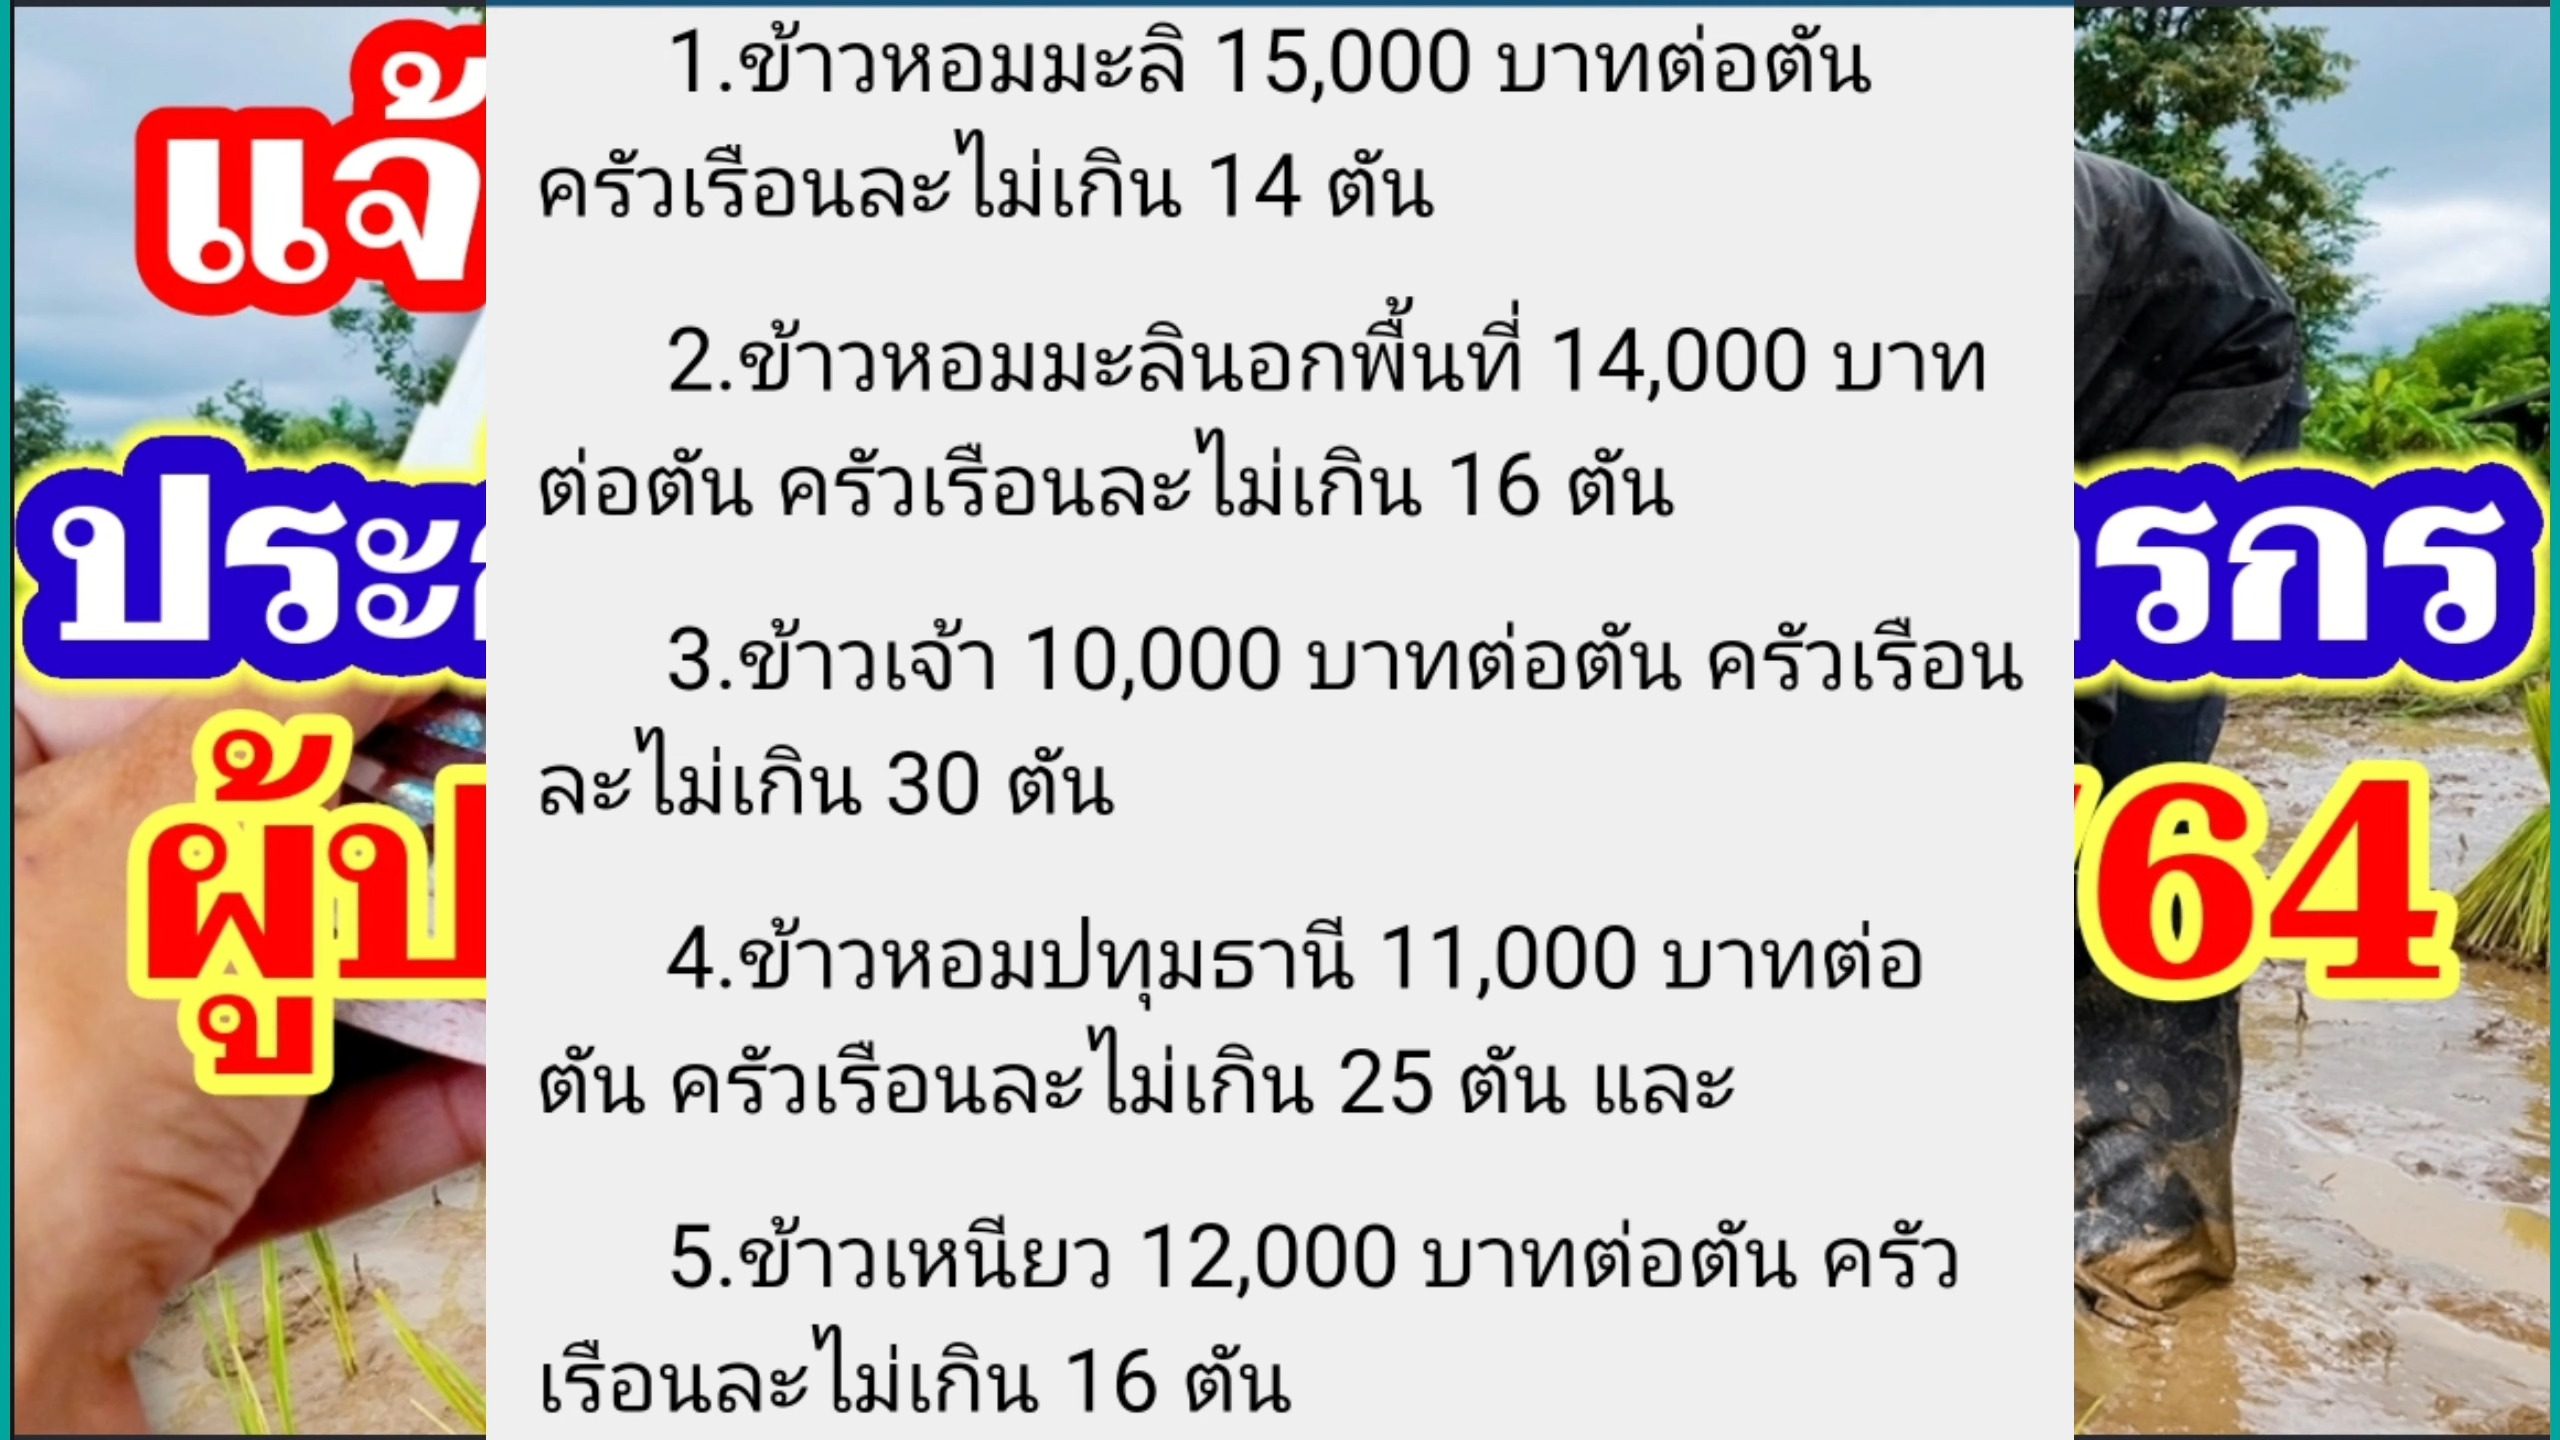 แจ้
ประ
รกร
ผู้ป
64
1.ข้าวหอมมะลิ 15,000 บาทต่อตัน
ครัวเรือนละไม่เกิน 14 ตัน
2.ข้าวหอมมะลินอกพื้นที่ 14,000 บาท
ต่อตัน ครัวเรือนละไม่เกิน 16 ตัน
3.ข้าวเจ้า 10,000 บาทต่อตัน ครัวเรือน
ละไม่เกิน 30 ตัน
4.ข้าวหอมปทุมธานี 11,000 บาทต่อ
ตัน ครัวเรือนละไม่เกิน 25 ตัน และ
5.ข้าวเหนียว 12,000 บาทต่อตัน ครัว
เรือนละไม่เกิน 16 ตัน